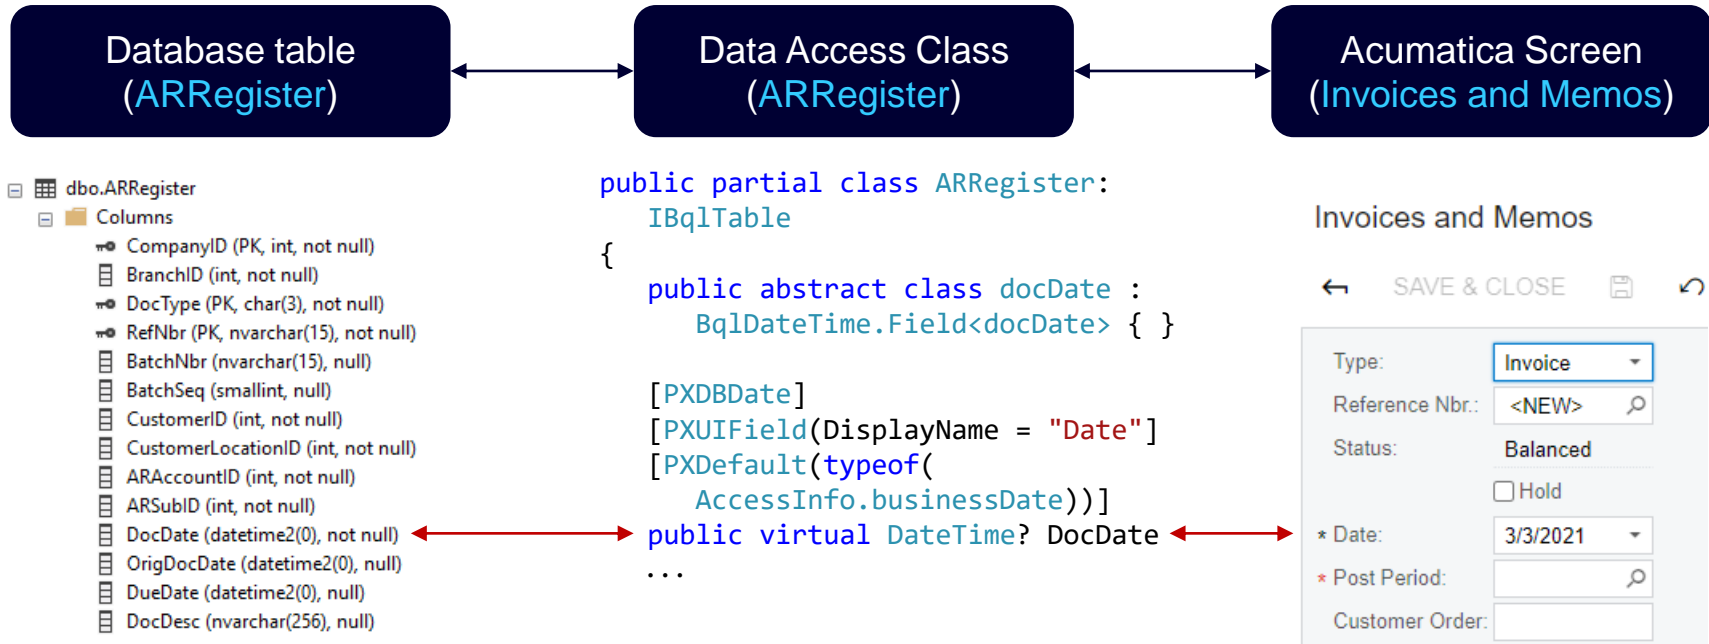 Database table
(ARRegister)
Data Access Class
(ARRegister)
Acumatica Screen
(Invoices and Memos)
dbo.ARRegister
Columns
CompanyID (PK, int, not null)
BranchID (int, not null)
DocType (PK, char(3), not null)
RefNbr (PK, nvarchar(15), not null)
BatchNbr (nvarchar(15), null)
BatchSeq (smallint, null)
CustomerID (int, not null)
CustomerLocationID (int, not null)
ARAccountID (int, not null)
ARSubID (int, not null)
DocDate (datetime2(0), not null)
OrigDocDate (datetime2(0), null)
DueDate (datetime2(0), null)
DocDesc (nvarchar(256), null)
public partial class ARRegister:
IBqlTable
{
public abstract class docDate :
BqlDateTime.Field<docDate> { }
[PXDBDate]
[PXUIField(DisplayName = "Date"]
[PXDefault(typeof(
AccessInfo.businessDate))]
public virtual DateTime? DocDate
...
Invoices and Memos
SAVE & CLOSE
Type: Invoice
Reference Nbr.: <NEW>
Status: Balanced
Hold
* Date: 3/3/2021
* Post Period:
Customer Order: